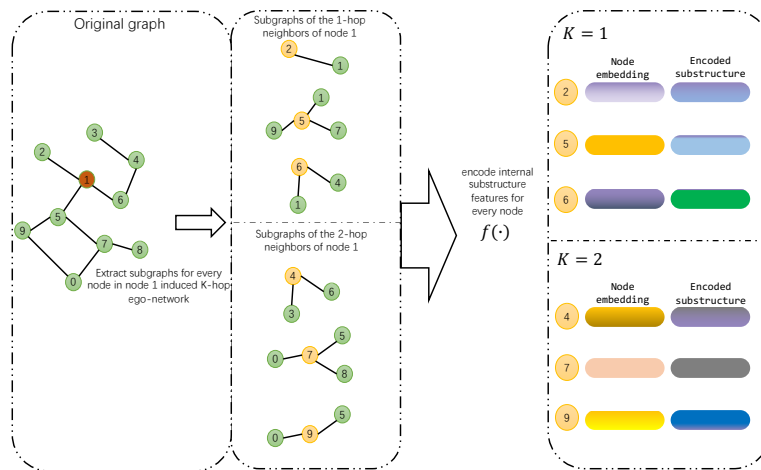 Original graph
3
2
4
1
6
5
9
7
8
0
Extract subgraphs for every
node in node 1 induced K-hop
ego-network
Subgraphs of the 1-hop
neighbors of node 1
2
1
1
5
9
7
6
4
1
Subgraphs of the 2-hop
neighbors of node 1
4
6
3
5
0
7
8
5
0
9
encode internal
substructure
features for
every node
f(·)
K = 1
Node
embedding
Encoded
substructure
2
5
6
K = 2
Node
embedding
Encoded
substructure
4
7
9